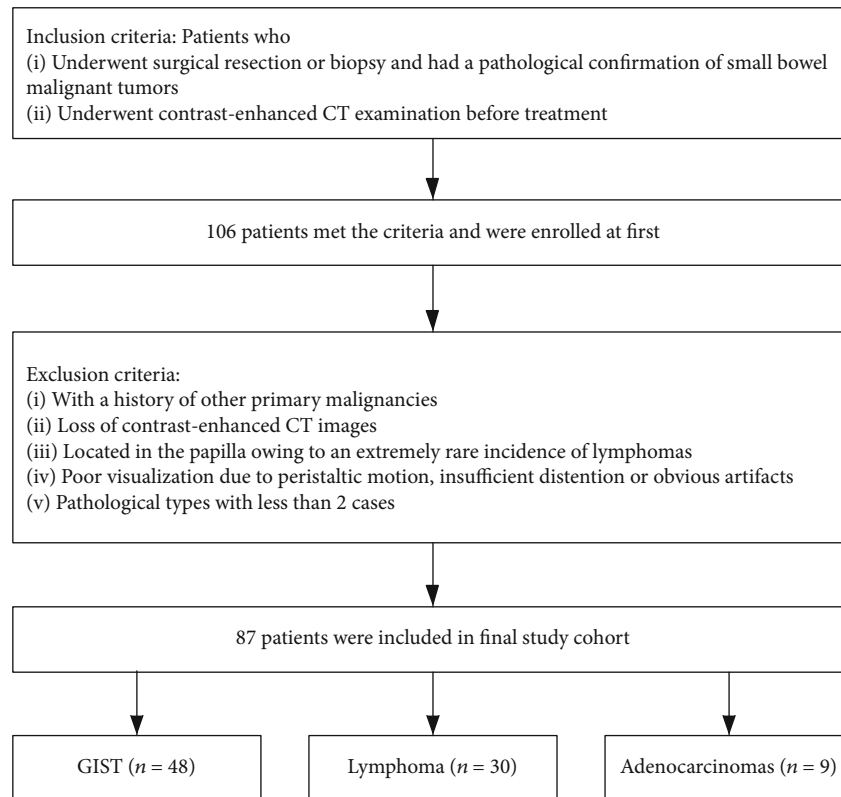 Inclusion criteria: Patients who
(i) Underwent surgical resection or biopsy and had a pathological confirmation of small bowel
malignant tumors
(ii) Underwent contrast-enhanced CT examination before treatment
106 patients met the criteria and were enrolled at first
Exclusion criteria:
(i) With a history of other primary malignancies
(ii) Loss of contrast-enhanced CT images
(iii) Located in the papilla owing to an extremely rare incidence of lymphomas
(iv) Poor visualization due to peristaltic motion, insufficient distention or obvious artifacts
(v) Pathological types with less than 2 cases
87 patients were included in final study cohort
GIST (n = 48)
Lymphoma (n = 30)
Adenocarcinomas (n = 9)